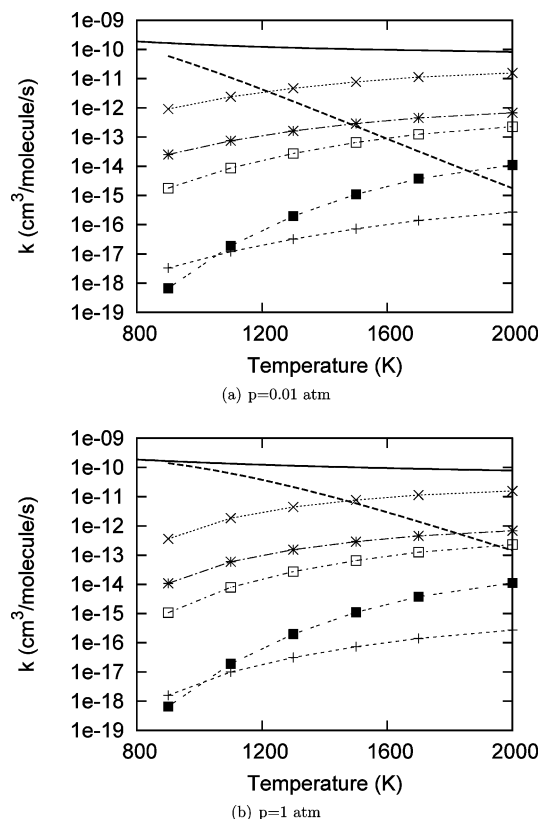 1e-09
1e-10
1e-11
1e-12
1e-13
1e-14
1e-15
1e-16
1e-17
1e-18
1e-19
k (cm³/molecule/s)
800 1200 1600 2000
Temperature (K)
(a) p=0.01 atm
1e-09
1e-10
1e-11
1e-12
1e-13
1e-14
1e-15
1e-16
1e-17
1e-18
1e-19
k (cm³/molecule/s)
800 1200 1600 2000
Temperature (K)
(b) p=1 atm